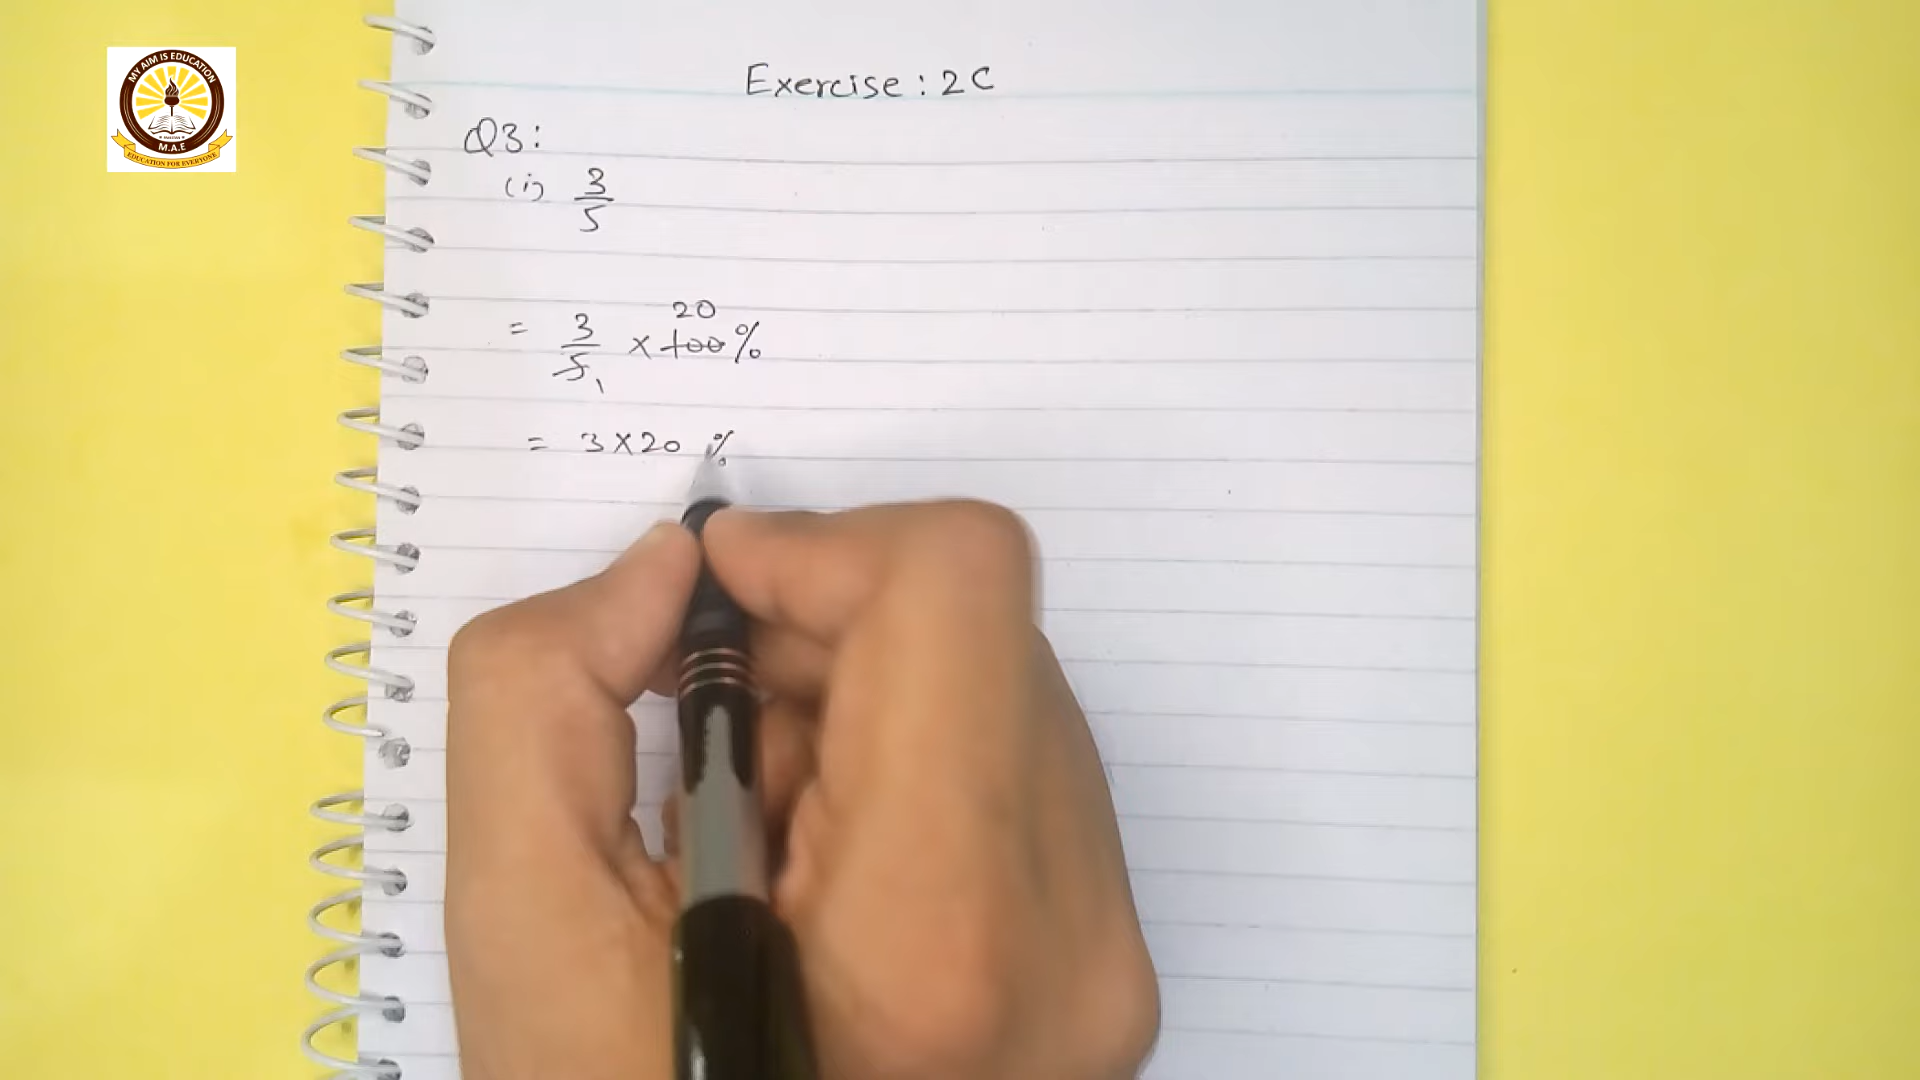 MY AIM IS EDUCATION
M.A.E
EDUCATION FOR EVERYONE
Exercise : 2C
Q3:
(i) 3/5
20
= 3/5 × 100%
1
= 3×20 %